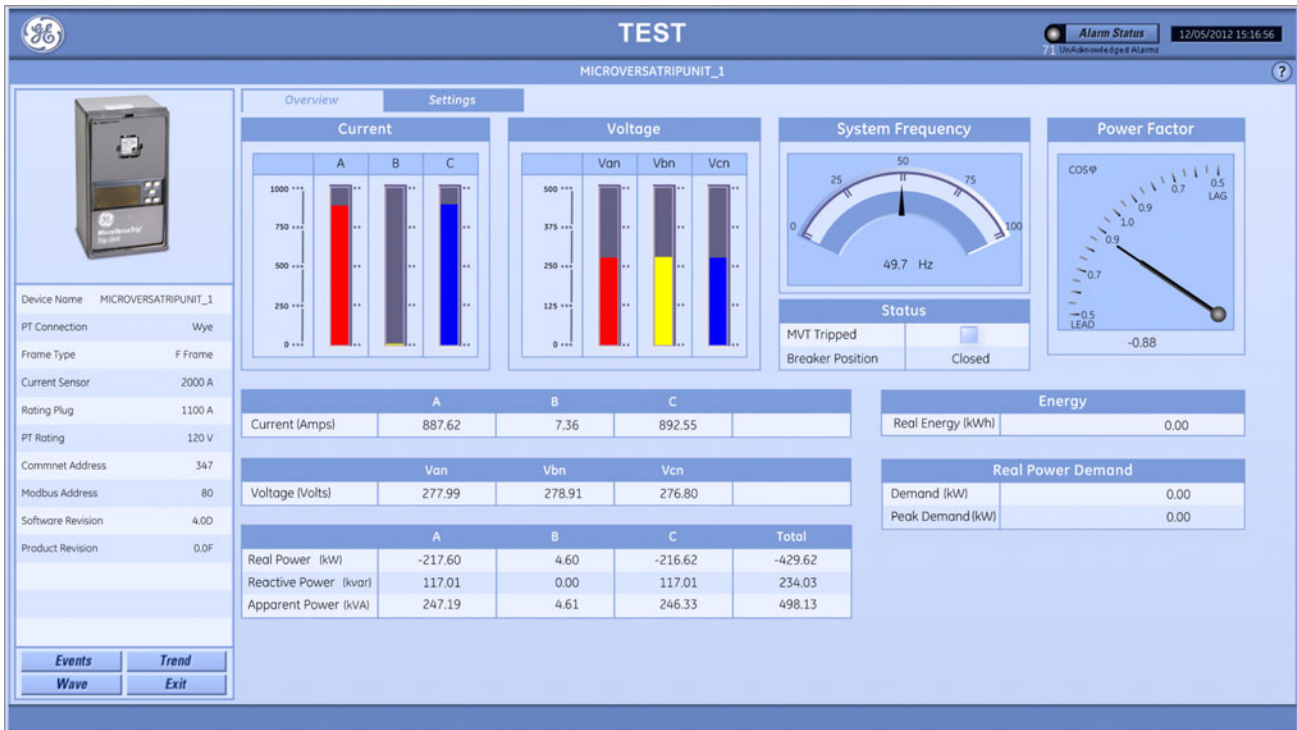 TEST
Alarm Status
71 UnAcknowledged Alarms
12/05/2012 15:16:56
MICROVERSATRIPUNIT_1
?
GE
MicroVersaTrip
Trip Unit
Device Name MICROVERSATRIPUNIT_1
PT Connection Wye
Frame Type F Frame
Current Sensor 2000 A
Rating Plug 1100 A
PT Rating 120 V
Commnet Address 347
Modbus Address 80
Software Revision 4.0D
Product Revision 0.0F
Events Trend
Wave Exit
Overview Settings
Current
A B C
1000
750
500
250
0
Voltage
Van Vbn Vcn
500
375
250
125
0
System Frequency
0 25 50 75 100
49.7 Hz
Status
MVT Tripped
Breaker Position Closed
Power Factor
COSφ
0.5
LAG
0.7
0.9
1.0
0.9
0.7
0.5
LEAD
-0.88
A B C
Current (Amps) 887.62 7.36 892.55
Van Vbn Vcn
Voltage (Volts) 277.99 278.91 276.80
A B C Total
Real Power (kW) -217.60 4.60 -216.62 -429.62
Reactive Power (kvar) 117.01 0.00 117.01 234.03
Apparent Power (kVA) 247.19 4.61 246.33 498.13
Energy
Real Energy (kWh) 0.00
Real Power Demand
Demand (kW) 0.00
Peak Demand (kW) 0.00